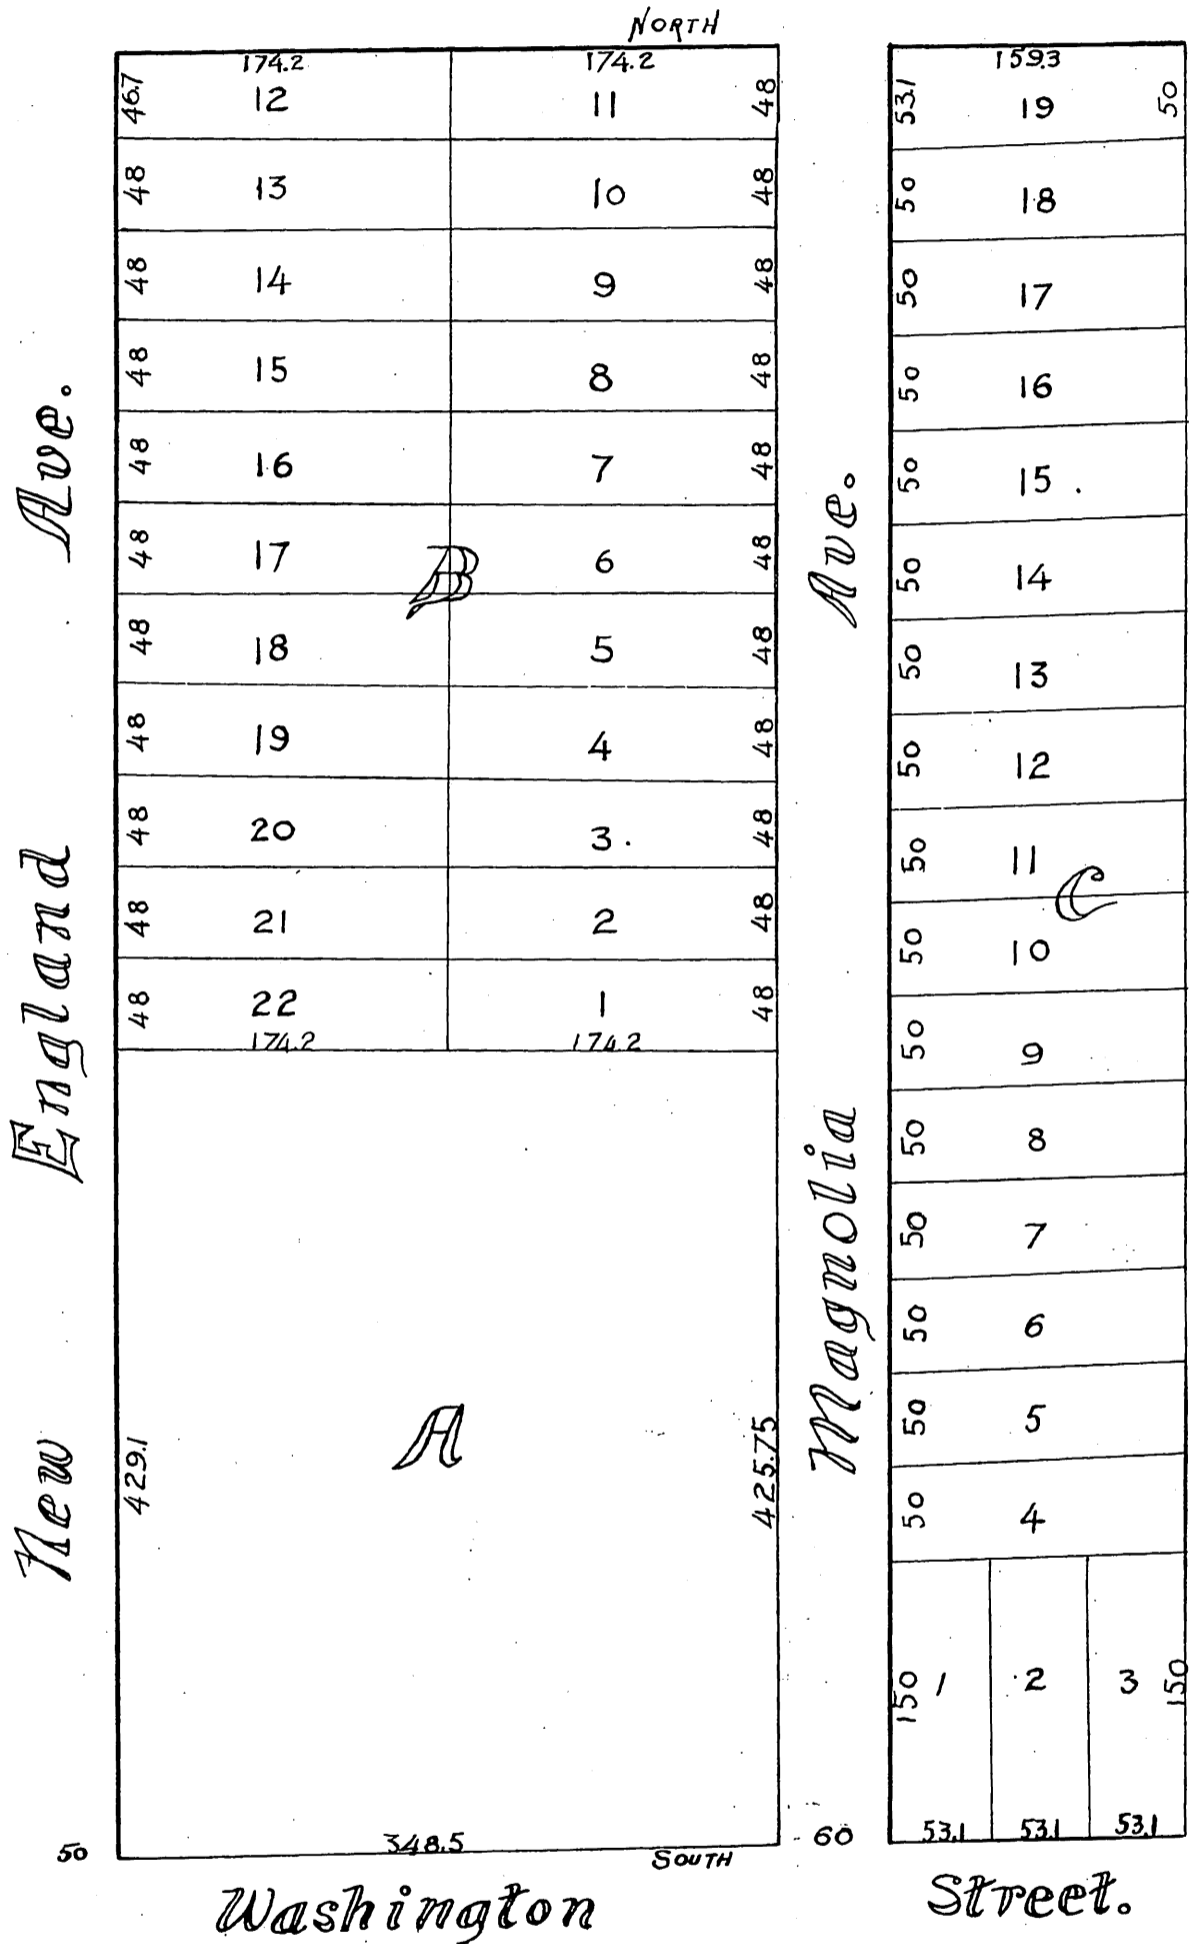 NORTH
174.2 174.2 159.3
46.7 12 11 48 53.1 19 50
48 13 10 48 50 18
48 14 9 48 50 17
48 15 8 48 50 16
48 16 7 48 50 15
48 17 6 48 50 14
B
48 18 5 48 50 13
48 19 4 48 50 12
48 20 3 48 50 11
C
48 21 2 48 50 10
48 22 1 48 50 9
174.2 174.2
50 8
50 7
50 6
A
429.1 425.75 50 5
50 4
150 1 2 3 150
53.1 53.1 53.1
50 348.5 60
SOUTH
New England Ave.
Magnolia Ave.
Washington Street.